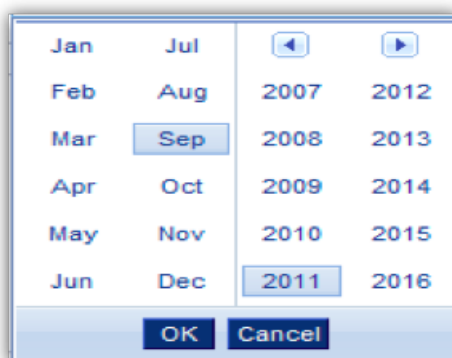 Jan Jul
Feb Aug 2007 2012
Mar Sep 2008 2013
Apr Oct 2009 2014
May Nov 2010 2015
Jun Dec 2011 2016
OK Cancel